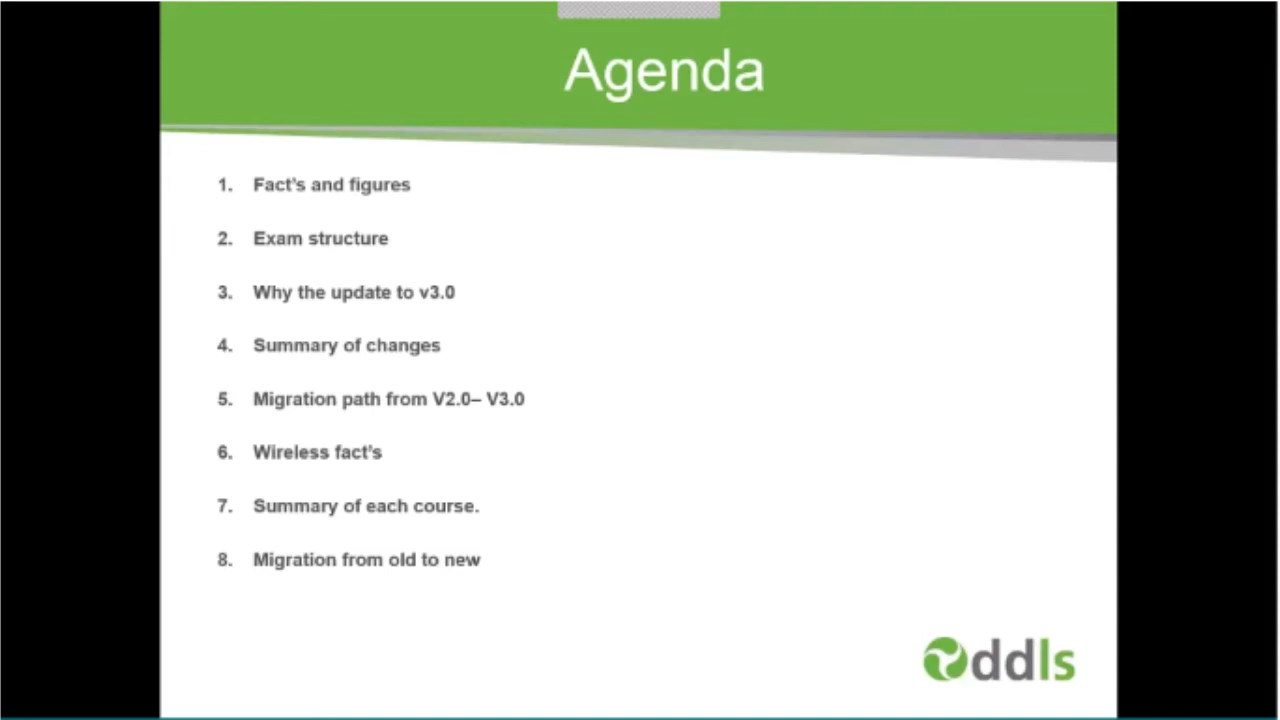 Agenda
1. Fact's and figures
2. Exam structure
3. Why the update to v3.0
4. Summary of changes
5. Migration path from V2.0– V3.0
6. Wireless fact's
7. Summary of each course.
8. Migration from old to new
ddls